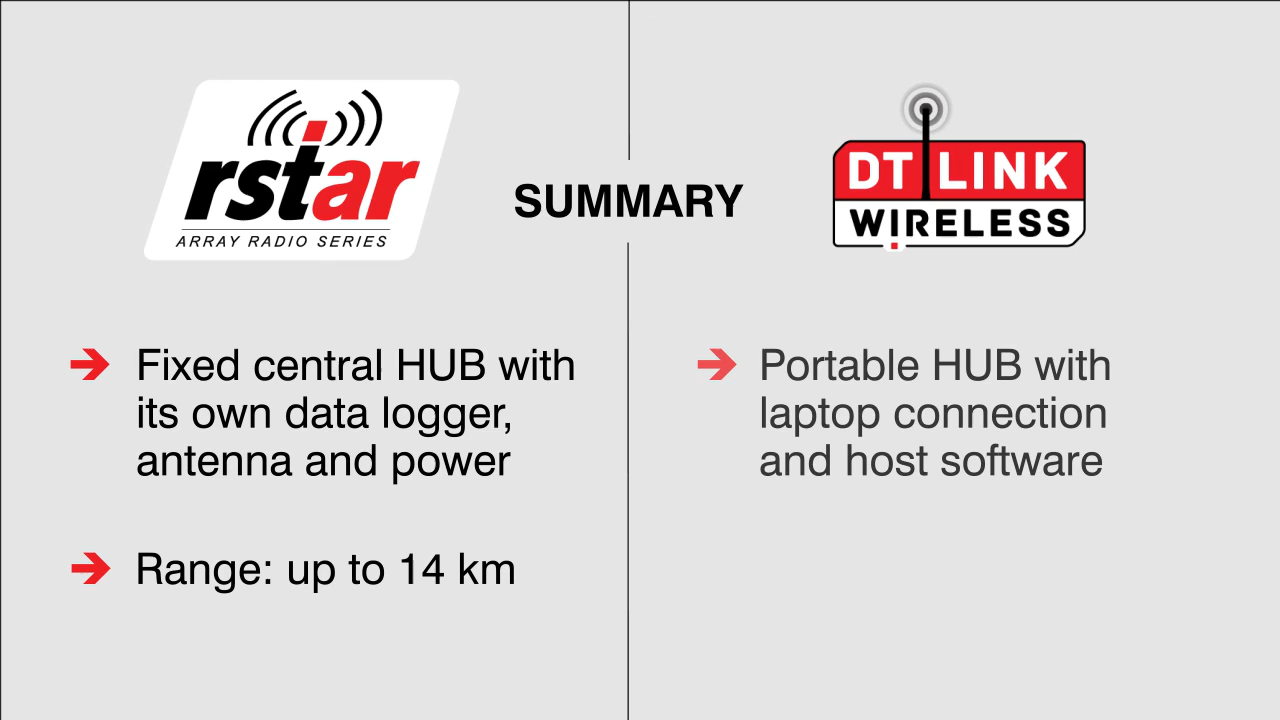 rstar
ARRAY RADIO SERIES
SUMMARY
DT LINK
WIRELESS
Fixed central HUB with
its own data logger,
antenna and power
Range: up to 14 km
Portable HUB with
laptop connection
and host software